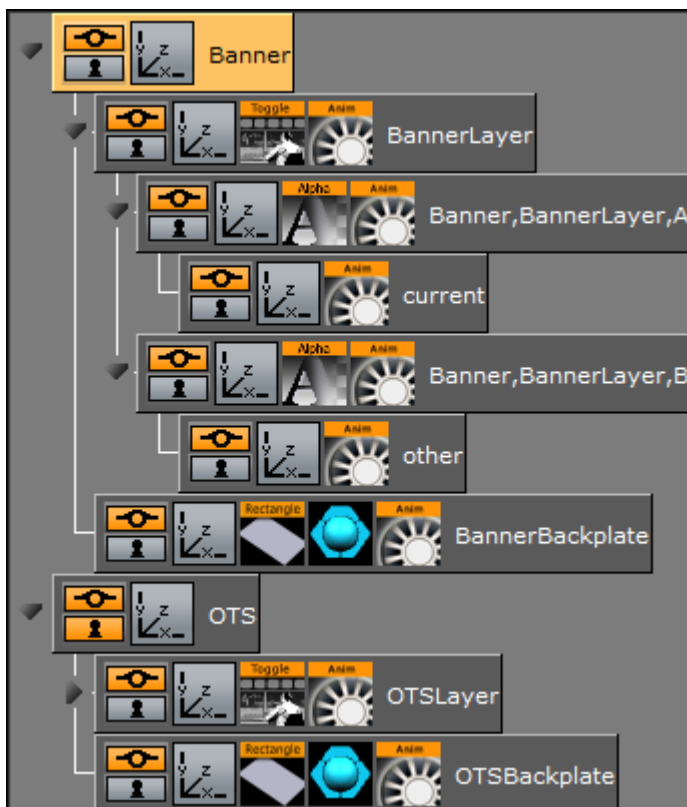 y z x Banner
Toggle Anim y z x BannerLayer
Alpha Anim y z x Banner,BannerLayer,A
Anim y z x current
Alpha Anim y z x Banner,BannerLayer,B
Anim y z x other
Rectangle Anim y z x BannerBackplate
y z x OTS
Toggle Anim y z x OTSLayer
Rectangle Anim y z x OTSBackplate